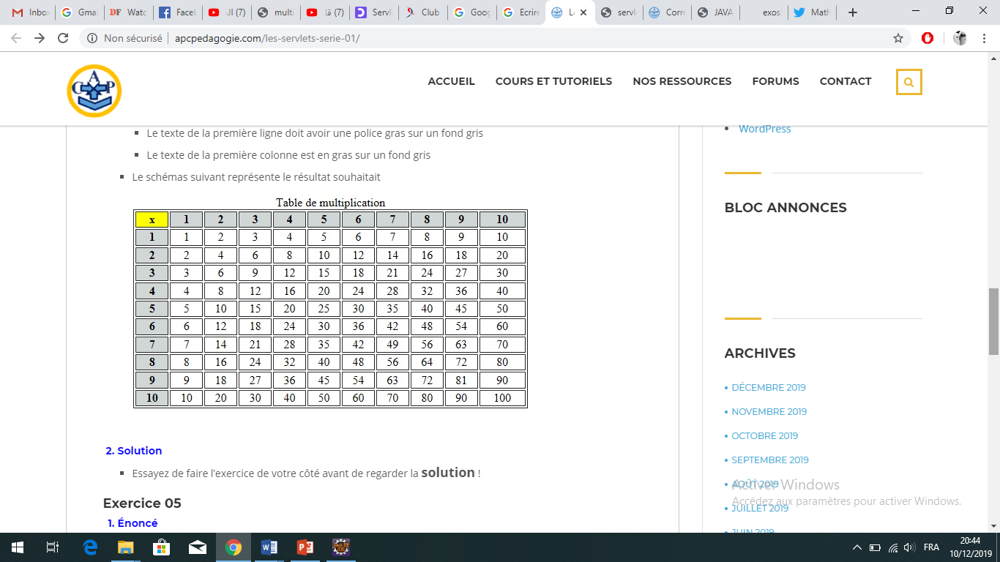 Inbo
Gmai
DF Watc
Facel
(7) ال
multi
(7) قنا
Servl
Club
Goog
Ecrire
Le
servl
Corre
JAVA
exos
Math
Non sécurisé | apcpedagogie.com/les-servlets-serie-01/
CAP
ACCUEIL COURS ET TUTORIELS NOS RESSOURCES FORUMS CONTACT
Le texte de la première ligne doit avoir une police gras sur un fond gris
Le texte de la première colonne est en gras sur un fond gris
Le schémas suivant représente le résultat souhaitait
Table de multiplication
x 1 2 3 4 5 6 7 8 9 10
1 1 2 3 4 5 6 7 8 9 10
2 2 4 6 8 10 12 14 16 18 20
3 3 6 9 12 15 18 21 24 27 30
4 4 8 12 16 20 24 28 32 36 40
5 5 10 15 20 25 30 35 40 45 50
6 6 12 18 24 30 36 42 48 54 60
7 7 14 21 28 35 42 49 56 63 70
8 8 16 24 32 40 48 56 64 72 80
9 9 18 27 36 45 54 63 72 81 90
10 10 20 30 40 50 60 70 80 90 100
2. Solution
Essayez de faire l’exercice de votre côté avant de regarder la solution !
Exercice 05
1. Énoncé
WordPress
BLOC ANNONCES
ARCHIVES
DÉCEMBRE 2019
NOVEMBRE 2019
OCTOBRE 2019
SEPTEMBRE 2019
AOÛT 2019
JUILLET 2019
JUIN 2019
Activer Windows
Accédez aux paramètres pour activer Windows.
FRA
20:44
10/12/2019